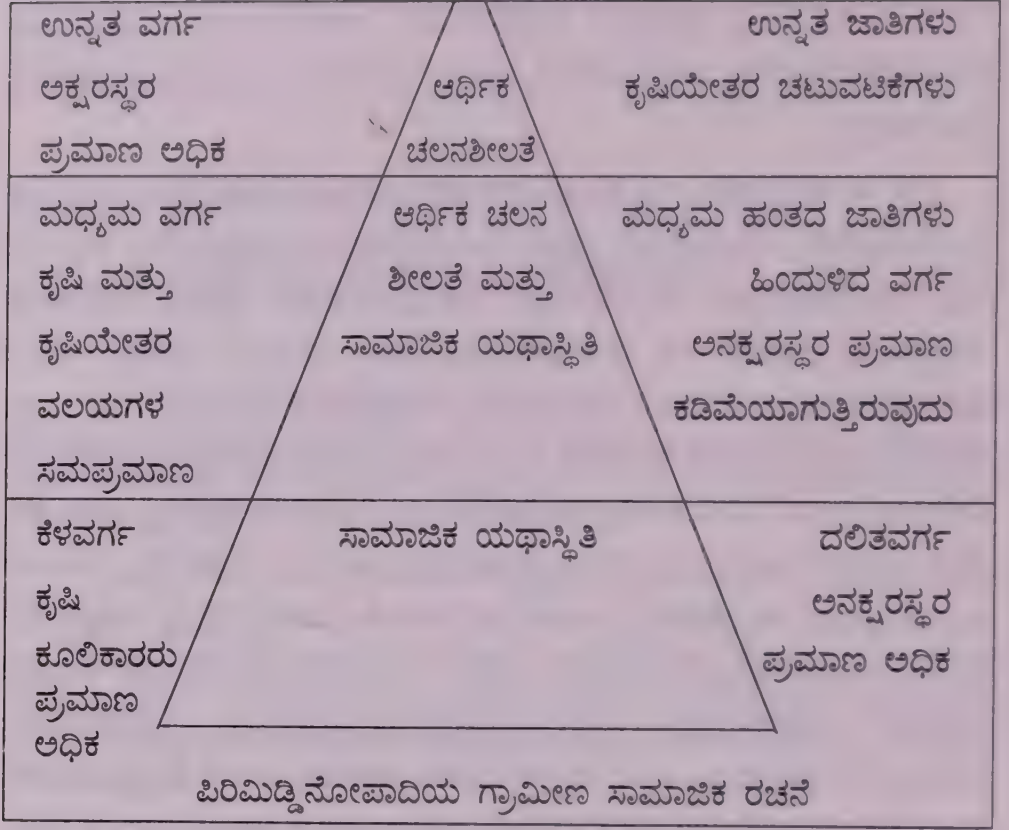 ಉನ್ನತ ವರ್ಗ ಉನ್ನತ ಜಾತಿಗಳು
ಅಕ್ಷರಸ್ಥರ ಆರ್ಥಿಕ ಕೃಷಿಯೇತರ ಚಟುವಟಿಕೆಗಳು
ಪ್ರಮಾಣ ಅಧಿಕ ಚಲನಶೀಲತೆ
ಮಧ್ಯಮ ವರ್ಗ ಆರ್ಥಿಕ ಚಲನ ಮಧ್ಯಮ ಹಂತದ ಜಾತಿಗಳು
ಕೃಷಿ ಮತ್ತು ಶೀಲತೆ ಮತ್ತು ಹಿಂದುಳಿದ ವರ್ಗ
ಕೃಷಿಯೇತರ ಸಾಮಾಜಿಕ ಯಥಾಸ್ಥಿತಿ ಅನಕ್ಷರಸ್ಥರ ಪ್ರಮಾಣ
ವಲಯಗಳ ಕಡಿಮೆಯಾಗುತ್ತಿರುವುದು
ಸಮಪ್ರಮಾಣ
ಕೆಳವರ್ಗ ಸಾಮಾಜಿಕ ಯಥಾಸ್ಥಿತಿ ದಲಿತವರ್ಗ
ಕೃಷಿ ಅನಕ್ಷರಸ್ಥರ
ಕೂಲಿಕಾರರು ಪ್ರಮಾಣ ಅಧಿಕ
ಪ್ರಮಾಣ
ಅಧಿಕ
ಪಿರಿಮಿಡ್ಡಿನೋಪಾದಿಯ ಗ್ರಾಮೀಣ ಸಾಮಾಜಿಕ ರಚನೆ